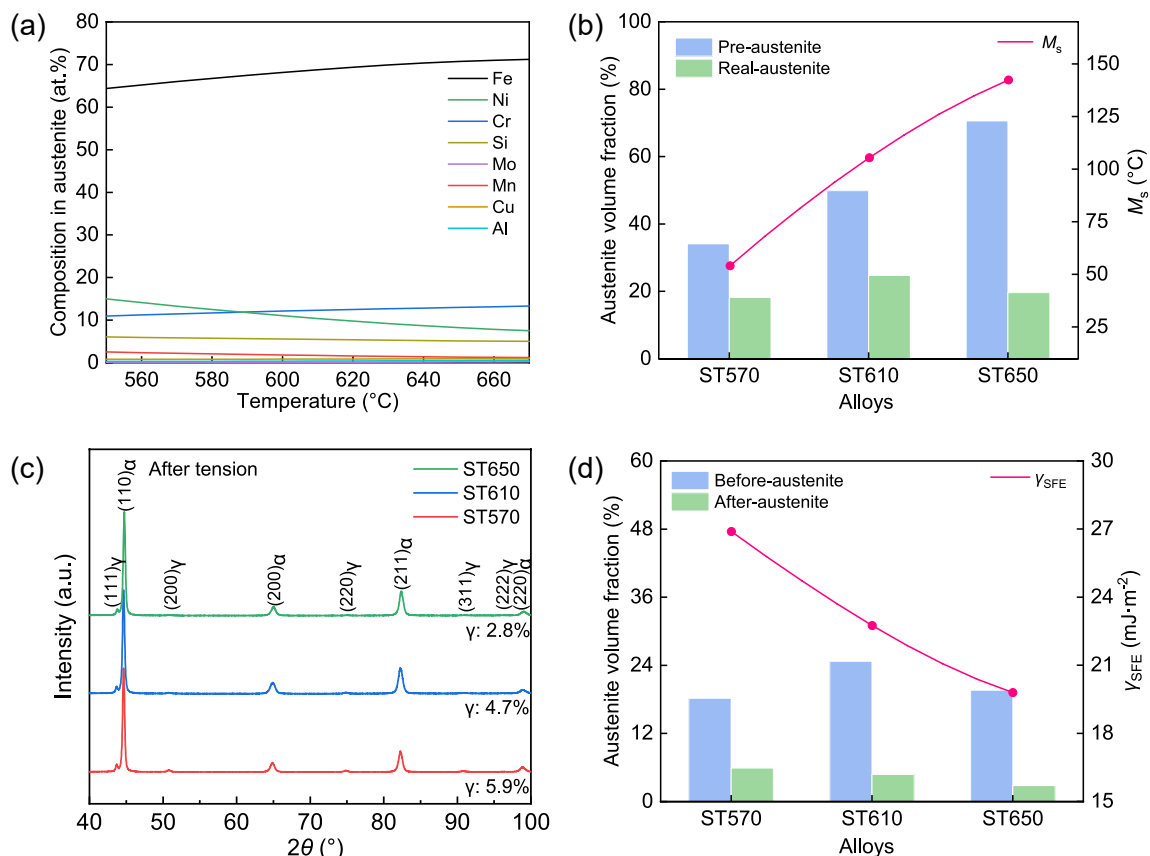 (a)
Composition in austenite (at.%)
80
70
60
50
40
30
20
10
0
Fe
Ni
Cr
Si
Mo
Mn
Cu
Al
560
580
600
620
640
660
Temperature (°C)
(b)
Austenite volume fraction (%)
100
80
60
40
20
0
Pre-austenite
Real-austenite
Ms
150
125
100
75
50
25
Ms (°C)
ST570
ST610
ST650
Alloys
(c)
Intensity (a.u.)
After tension
ST650
ST610
ST570
(111)γ
(110)α
(200)γ
(200)α
(220)γ
(211)α
(311)γ
(222)γ
(220)α
γ: 2.8%
γ: 4.7%
γ: 5.9%
40
50
60
70
80
90
100
2θ (°)
(d)
Austenite volume fraction (%)
60
48
36
24
12
0
Before-austenite
After-austenite
γSFE
30
27
24
21
18
15
γSFE (mJ·m-2)
ST570
ST610
ST650
Alloys